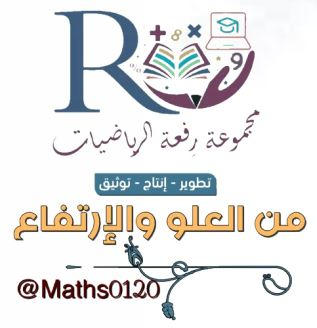 R
مجموعة رفعة الرياضيات
تطوير - إنتاج - توثيق
من العلو والإرتفاع
@Maths0120